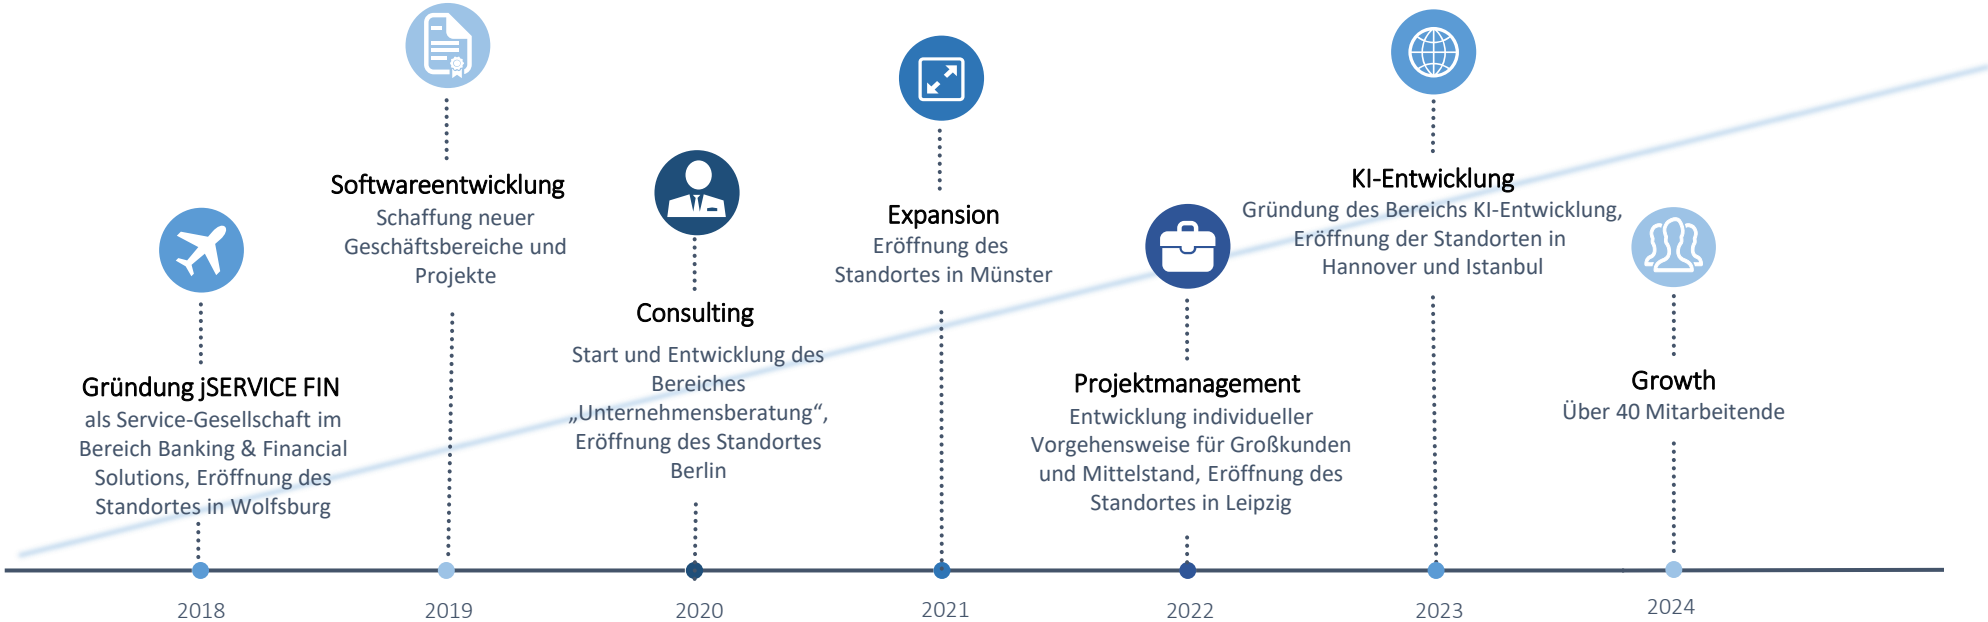 Gründung jSERVICE FIN
als Service-Gesellschaft im
Bereich Banking & Financial
Solutions, Eröffnung des
Standortes in Wolfsburg
2018
Softwareentwicklung
Schaffung neuer
Geschäftsbereiche und
Projekte
2019
Consulting
Start und Entwicklung des
Bereiches
„Unternehmensberatung“,
Eröffnung des Standortes
Berlin
2020
Expansion
Eröffnung des
Standortes in Münster
2021
Projektmanagement
Entwicklung individueller
Vorgehensweise für Großkunden
und Mittelstand, Eröffnung des
Standortes in Leipzig
2022
KI-Entwicklung
Gründung des Bereichs KI-Entwicklung,
Eröffnung der Standorten in
Hannover und Istanbul
2023
Growth
Über 40 Mitarbeitende
2024